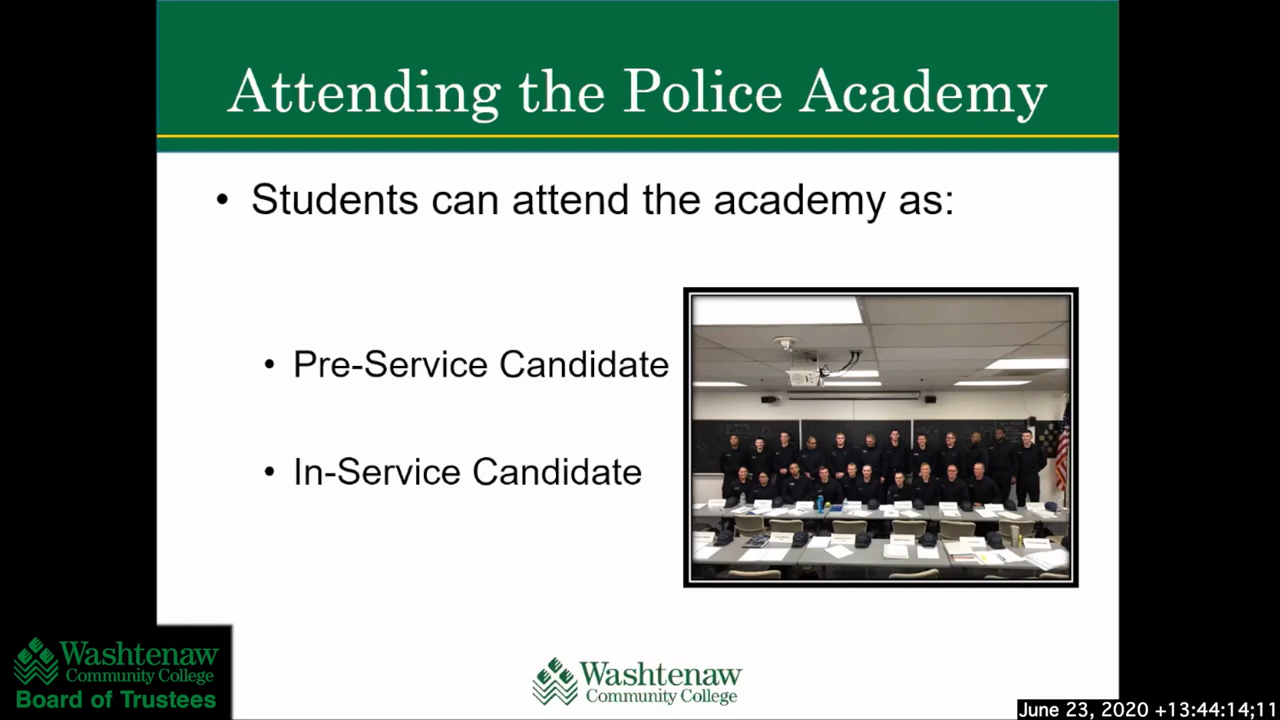 Attending the Police Academy
• Students can attend the academy as:
• Pre-Service Candidate
• In-Service Candidate
Washtenaw
Community College
Board of Trustees
Washtenaw
Community College
June 23, 2020 +13:44:14;11